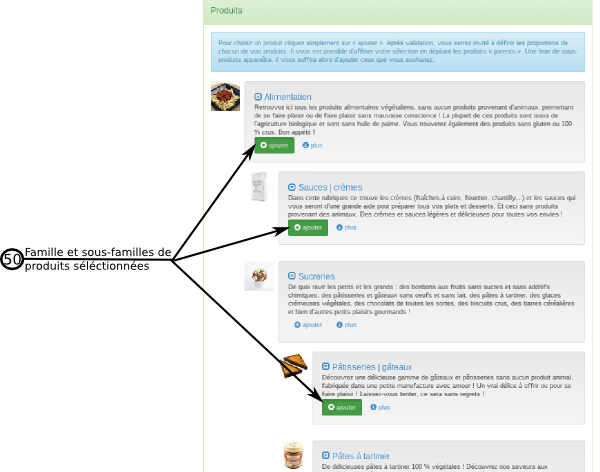 Produits
Pour choisir un produit cliquez simplement sur « ajouter ». Après validation, vous serrez invité à définir les proportions de
chacun de vos produits. Il vous est possible d'affiner votre sélection en dépliant les produits « parents ». Une liste de sous-
produits apparaîtra, il vous suffira alors d'ajouter ceux que vous souhaitez.
Alimentation
Retrouvez ici tous les produits alimentaires végétaliens, sans aucun produits provenant d'animaux, permettant
de se faire plaisir ou de faire plaisir sans mauvaise conscience ! La plupart de ces produits sont issus de
l'agriculture biologique et sont sans huile de palme. Vous trouverez également des produits sans gluten ou 100
% crus. Bon appétit !
ajouter plus
Sauces | crèmes
Dans cette rubriques ce trouve les crèmes (fraîches,à cuire, fouetter, chantilly...) et les sauces qui
vous seront d'une grande aide pour préparer tous vos plats et desserts. Et ceci sans produits
provenant des animaux. Des crèmes et sauces légères et délicieuses pour toutes vos envies !
ajouter plus
50 Famille et sous-familles de
produits séléctionnées
Sucreries
De quoi ravir les petits et les grands : des bonbons aux fruits sans sucres et sans additifs
chimiques, des pâtisseries et gâteaux sans oeufs et sans lait, des pâtes à tartiner, des glaces
crémeuses végétales, des chocolats de toutes les sortes, des biscuits crus, des barres céréalières
et bien d'autres petits plaisirs gourmands !
ajouter plus
Pâtisseries | gâteaux
Découvrez une délicieuse gamme de gâteaux et pâtisseries sans aucun produit animal,
fabriquée dans une petite manufacture avec amour ! Un vrai délice à offrir ou pour se
faire plaisir ! Laissez-vous tenter, ce sera sans regrets !
ajouter plus
Pâtes à tartiner
De délicieuses pâtes à tartiner 100 % végétales ! Découvrez nos saveurs aux